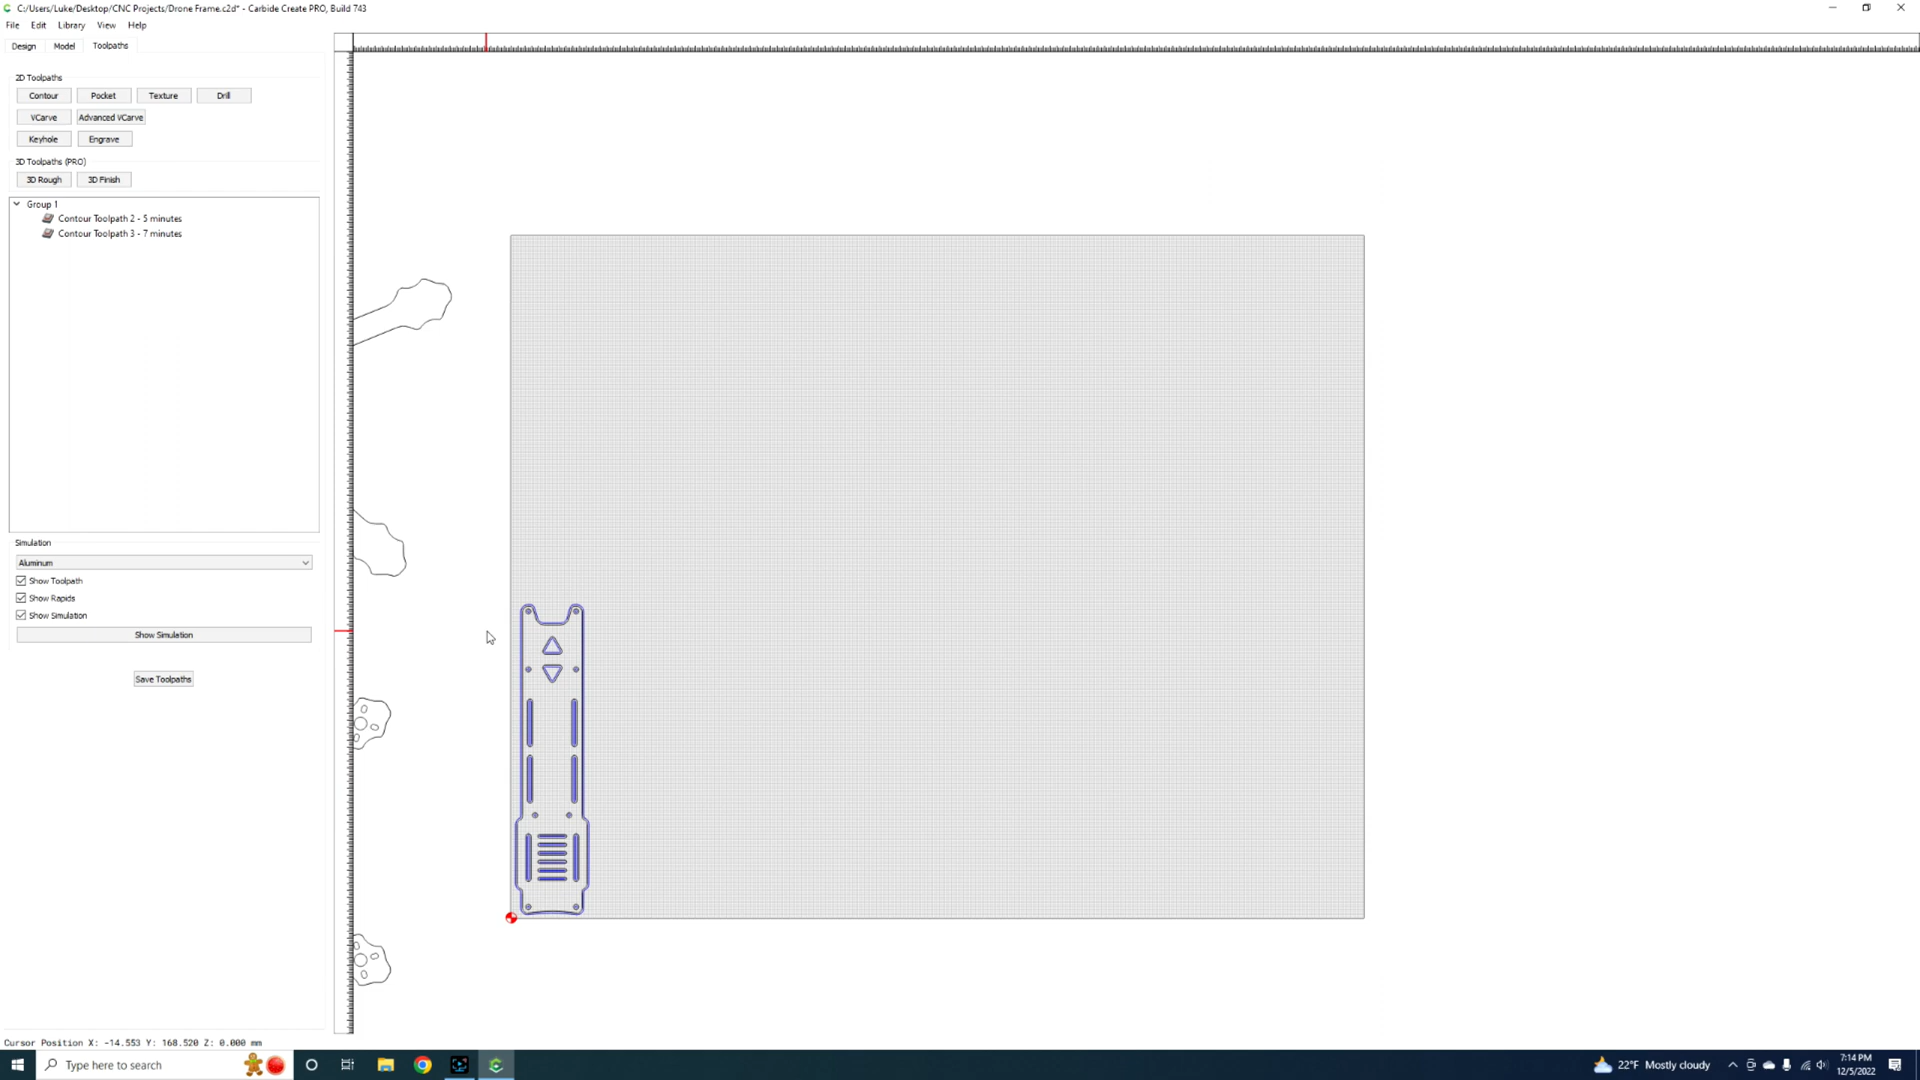 C:/Users/Luke/Desktop/CNC Projects/Drone Frame.c2d* - Carbide Create PRO, Build 743
File Edit Library View Help
Design Model Toolpaths
2D Toolpaths
Contour Pocket Texture Drill
VCarve Advanced VCarve
Keyhole Engrave
3D Toolpaths (PRO)
3D Rough 3D Finish
Group 1
Contour Toolpath 2 - 5 minutes
Contour Toolpath 3 - 7 minutes
Simulation
Aluminum
Show Toolpath
Show Rapids
Show Simulation
Show Simulation
Save Toolpaths
Cursor Position X: -14.553 Y: 168.520 Z: 0.000 mm
Type here to search
22°F Mostly cloudy
7:14 PM
12/5/2022